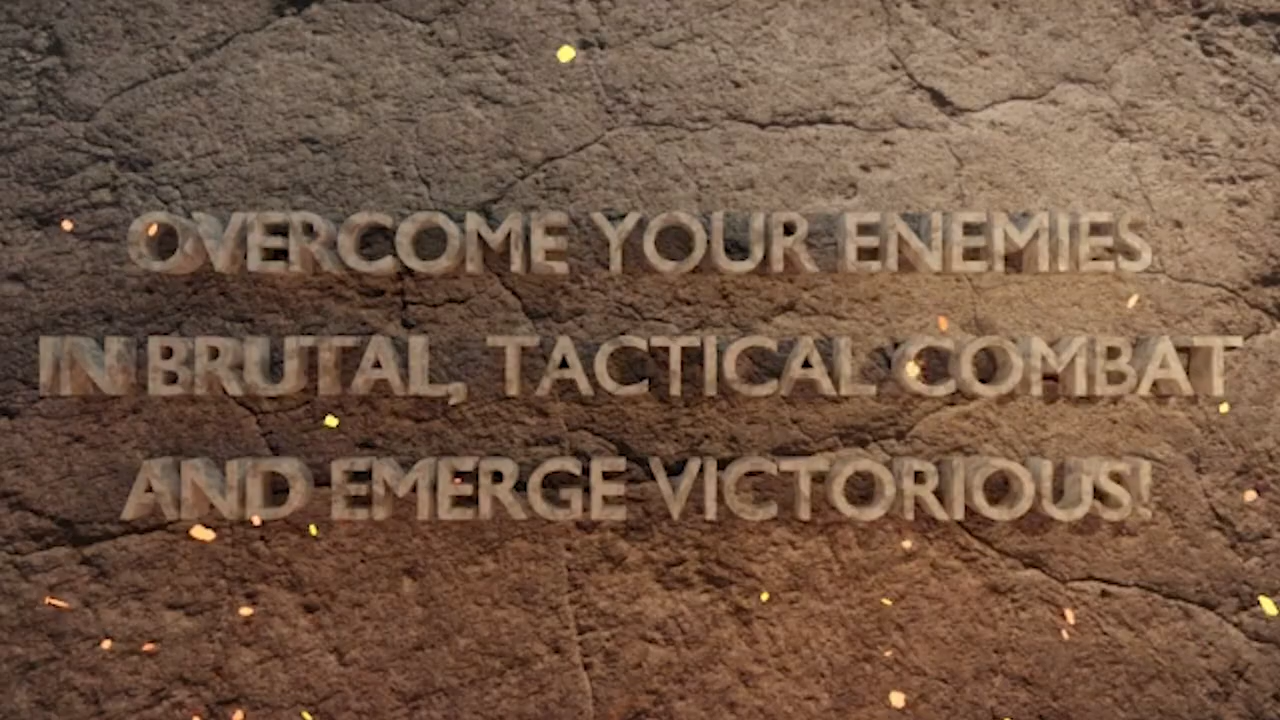 OVERCOME YOUR ENEMIES
IN BRUTAL, TACTICAL COMBAT
AND EMERGE VICTORIOUS!